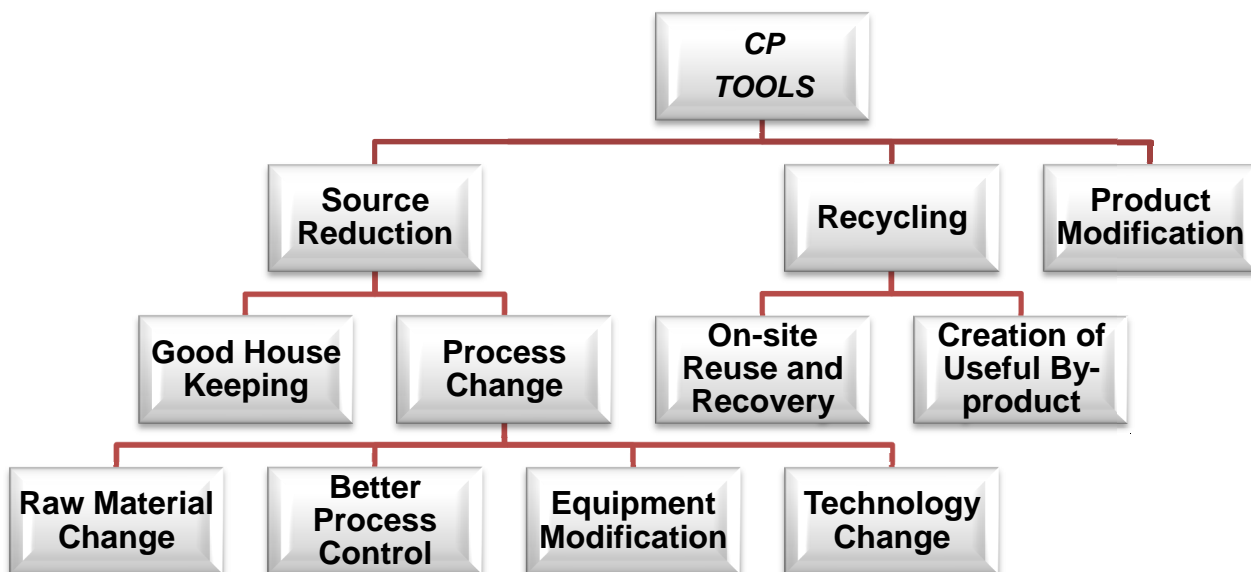 CP
TOOLS
Source
Reduction
Recycling
Product
Modification
Good House
Keeping
Process
Change
On-site
Reuse and
Recovery
Creation of
Useful By-
product
Raw Material
Change
Better
Process
Control
Equipment
Modification
Technology
Change